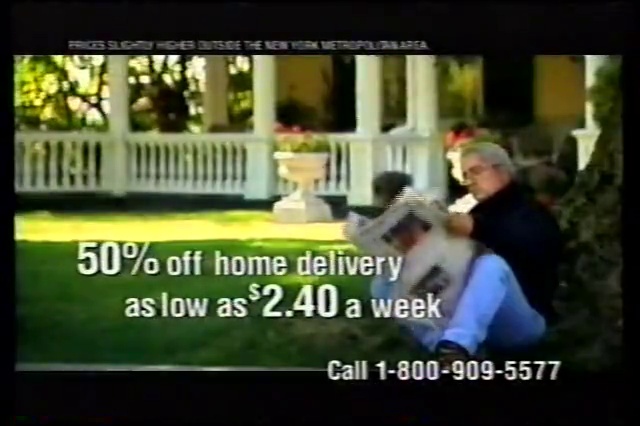 PRICES SLIGHTLY HIGHER OUTSIDE THE NEW YORK METROPOLITAN AREA.
50% off home delivery
as low as $2.40 a week
Call 1-800-909-5577